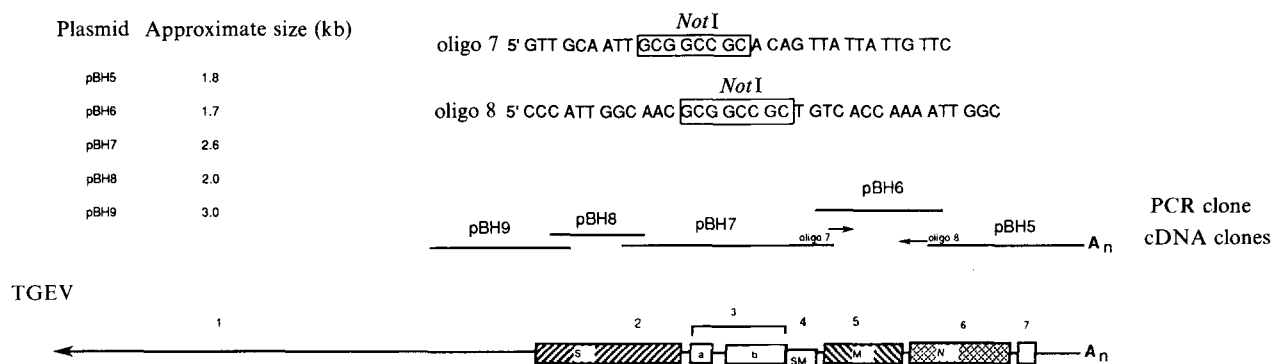 Plasmid Approximate size (kb)
pBH5 1.8
pBH6 1.7
pBH7 2.6
pBH8 2.0
pBH9 3.0
NotI
oligo 7 5' GTT GCA ATT GCG GCC GC A CAG TTA TTA TTG TTC
NotI
oligo 8 5' CCC ATT GGC AAC GCG GCC GC T GTC ACC AAA ATT GGC
pBH6
PCR clone
pBH9 pBH8 pBH7 oligo 7 oligo 8 pBH5 An
cDNA clones
TGEV
1 2 3 4 5 6 7
S a b SM M N An